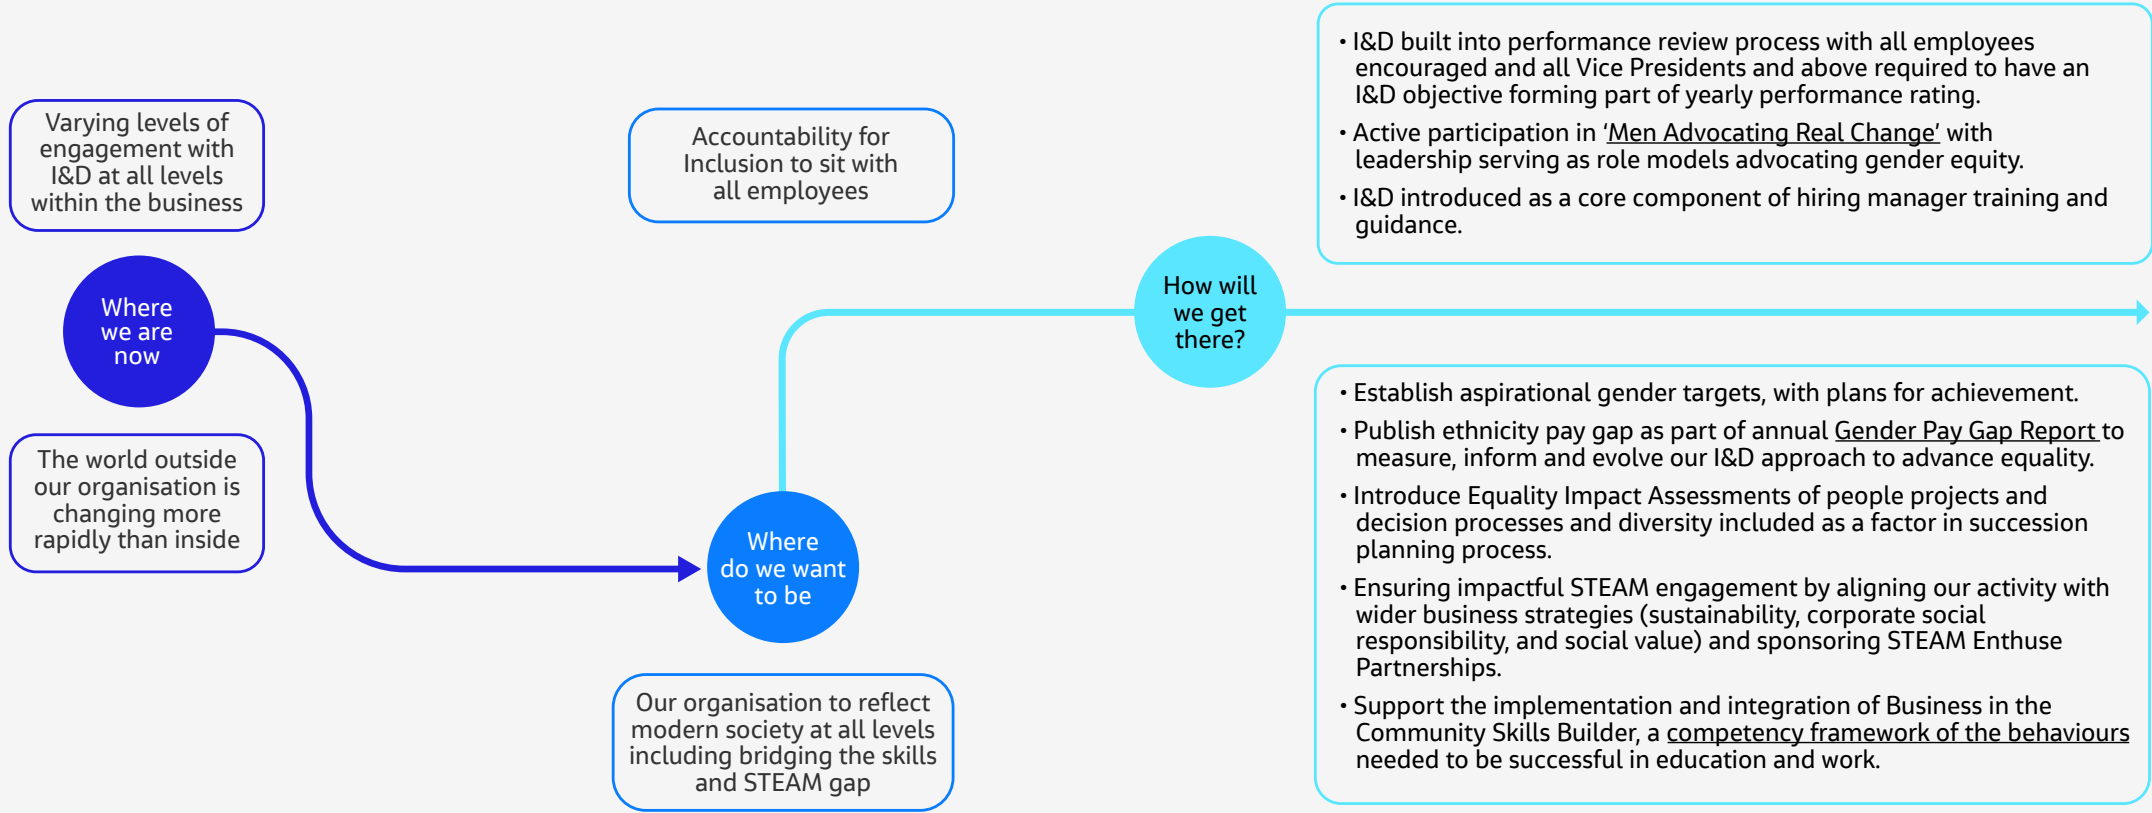 Varying levels of
engagement with
I&D at all levels
within the business
Where
we are
now
The world outside
our organisation is
changing more
rapidly than inside
Accountability for
Inclusion to sit with
all employees
Where
do we want
to be
Our organisation to reflect
modern society at all levels
including bridging the skills
and STEAM gap
How will
we get
there?
• I&D built into performance review process with all employees
encouraged and all Vice Presidents and above required to have an
I&D objective forming part of yearly performance rating.
• Active participation in ‘Men Advocating Real Change’ with
leadership serving as role models advocating gender equity.
• I&D introduced as a core component of hiring manager training and
guidance.
• Establish aspirational gender targets, with plans for achievement.
• Publish ethnicity pay gap as part of annual Gender Pay Gap Report to
measure, inform and evolve our I&D approach to advance equality.
• Introduce Equality Impact Assessments of people projects and
decision processes and diversity included as a factor in succession
planning process.
• Ensuring impactful STEAM engagement by aligning our activity with
wider business strategies (sustainability, corporate social
responsibility, and social value) and sponsoring STEAM Enthuse
Partnerships.
• Support the implementation and integration of Business in the
Community Skills Builder, a competency framework of the behaviours
needed to be successful in education and work.